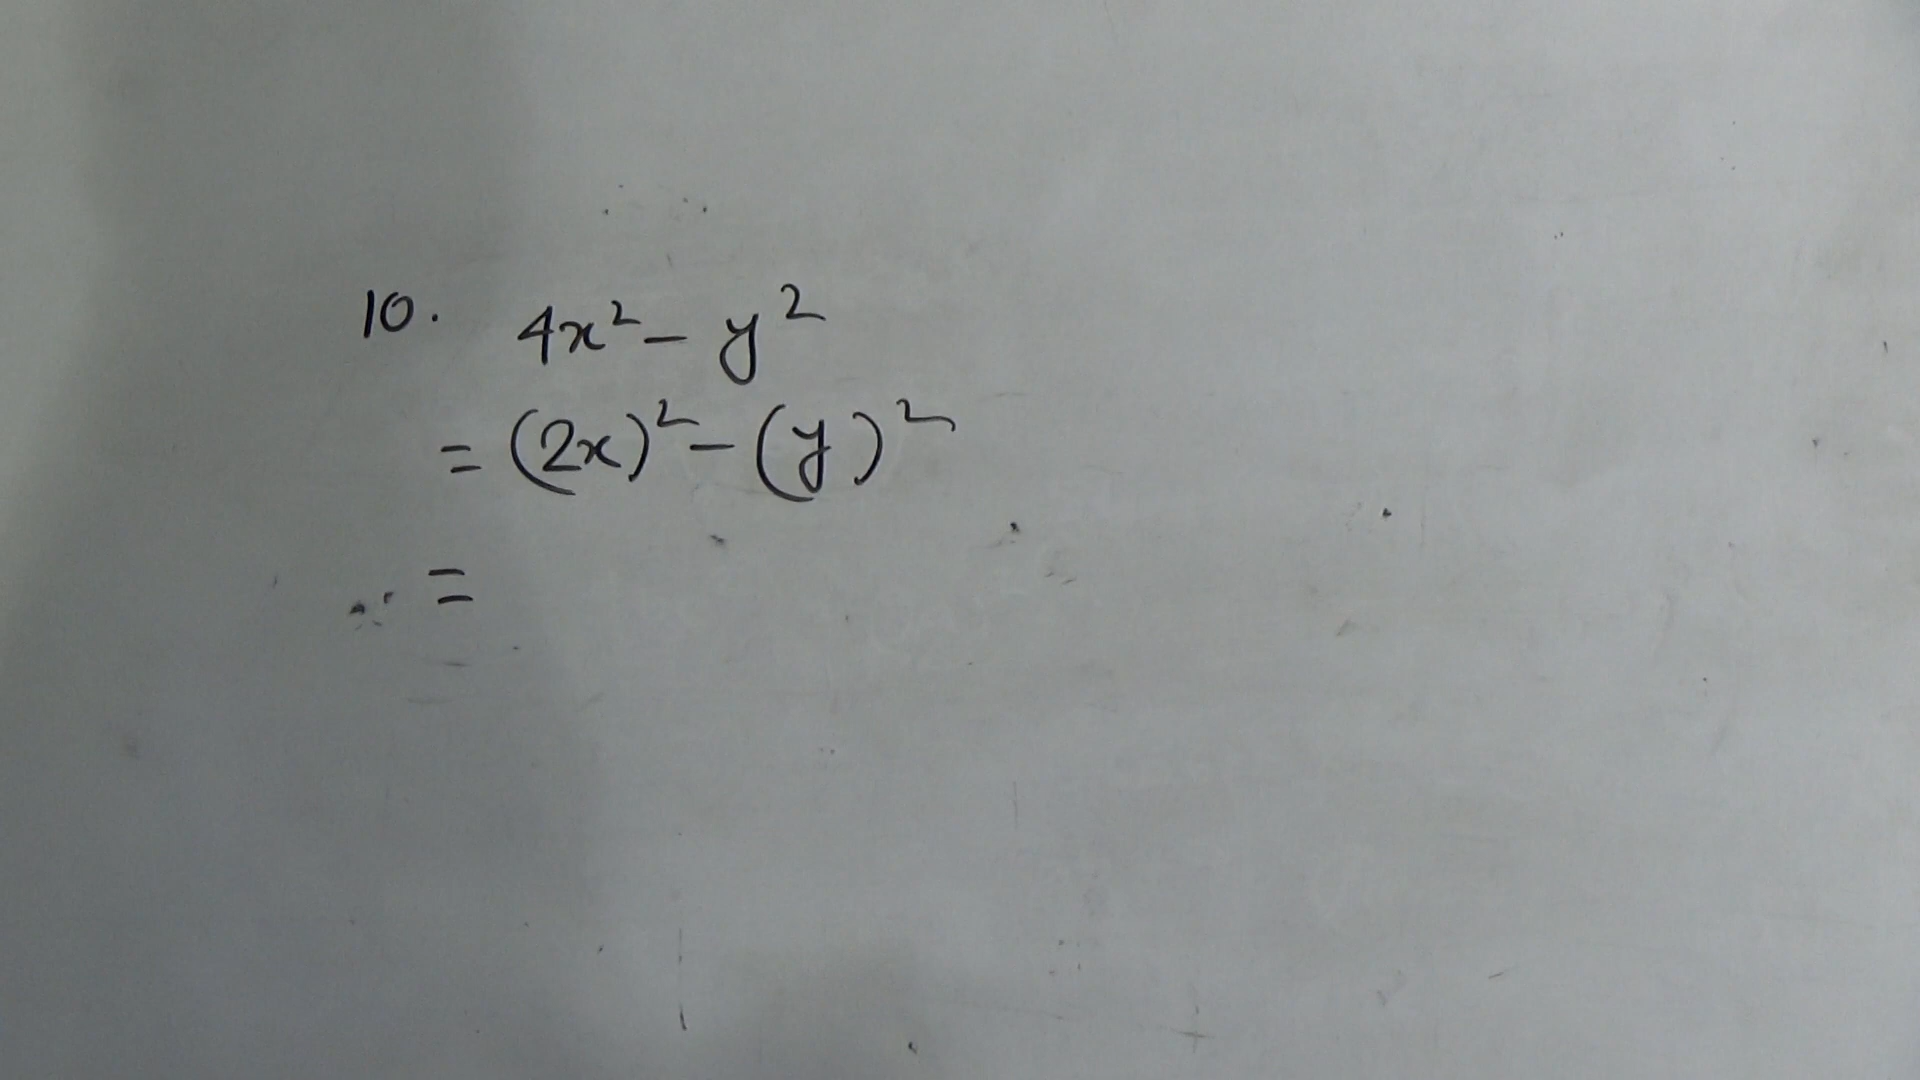 10. 4x² - y²
= (2x)² - (y)²
=